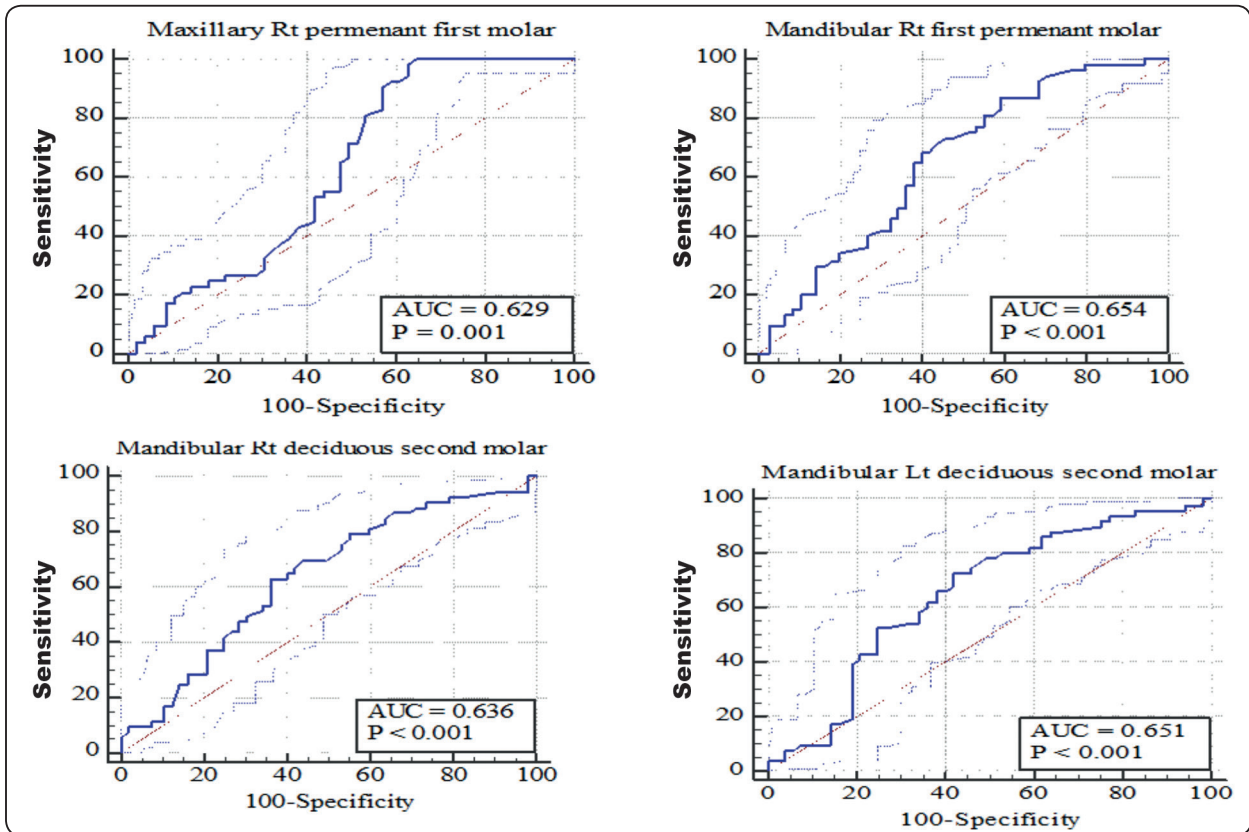 Maxillary Rt permenant first molar
Sensitivity
100
80
60
40
20
0
AUC = 0.629
P = 0.001
0 20 40 60 80 100
100-Specificity
Mandibular Rt first permenant molar
Sensitivity
100
80
60
40
20
0
AUC = 0.654
P < 0.001
0 20 40 60 80 100
100-Specificity
Mandibular Rt deciduous second molar
Sensitivity
100
80
60
40
20
0
AUC = 0.636
P < 0.001
0 20 40 60 80 100
100-Specificity
Mandibular Lt deciduous second molar
Sensitivity
100
80
60
40
20
0
AUC = 0.651
P < 0.001
0 20 40 60 80 100
100-Specificity